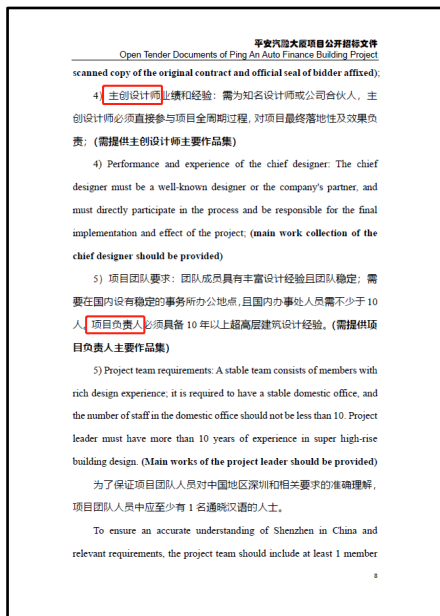 平安汽融大厦项目公开招标文件
Open Tender Documents of Ping An Auto Finance Building Project
scanned copy of the original contract and official seal of bidder affixed);
4) 主创设计师业绩和经验：需为知名设计师或公司合伙人，主
创设计师必须直接参与项目全周期过程，对项目最终落地性及效果负
责；(需提供主创设计师主要作品集)
4) Performance and experience of the chief designer: The chief
designer must be a well-known designer or the company's partner, and
must directly participate in the process and be responsible for the final
implementation and effect of the project; (main work collection of the
chief designer should be provided)
5）项目团队要求：团队成员具有丰富设计经验且团队稳定；需
要在国内设有稳定的事务所办公地点，且国内办事处人员需不少于 10
人。项目负责人必须具备 10 年以上超高层建筑设计经验。(需提供项
目负责人主要作品集)
5) Project team requirements: A stable team consists of members with
rich design experience; it is required to have a stable domestic office, and
the number of staff in the domestic office should not be less than 10. Project
leader must have more than 10 years of experience in super high-rise
building design. (Main works of the project leader should be provided)
为了保证项目团队人员对中国地区深圳和相关要求的准确理解，
项目团队人员中应至少有 1 名通晓汉语的人士。
To ensure an accurate understanding of Shenzhen in China and
relevant requirements, the project team should include at least 1 member
8